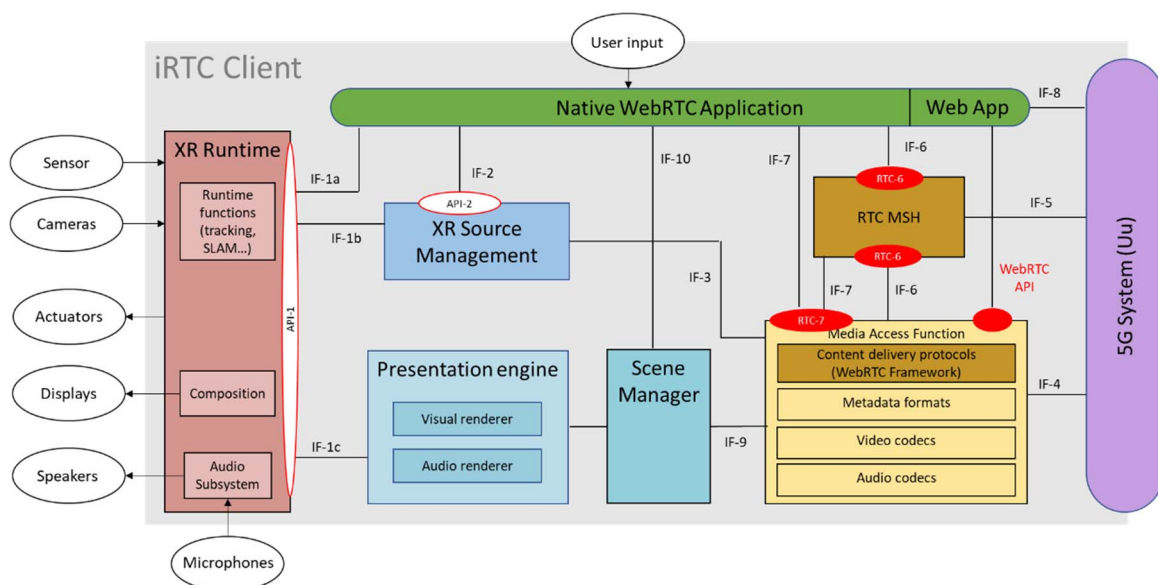 User input
iRTC Client
Native WebRTC Application
Web App
IF-8
5G System (Uu)
Sensor
Cameras
Actuators
Displays
Speakers
Microphones
XR Runtime
Runtime
functions
(tracking,
SLAM...)
Composition
Audio
Subsystem
API-1
IF-1a
IF-1b
IF-1c
IF-2
API-2
XR Source
Management
IF-10
IF-3
IF-7
IF-6
RTC-6
RTC MSH
RTC-6
IF-5
IF-7
IF-6
WebRTC
API
RTC-7
Media Access Function
Content delivery protocols
(WebRTC Framework)
Metadata formats
Video codecs
Audio codecs
IF-4
Presentation engine
Visual renderer
Audio renderer
Scene
Manager
IF-9